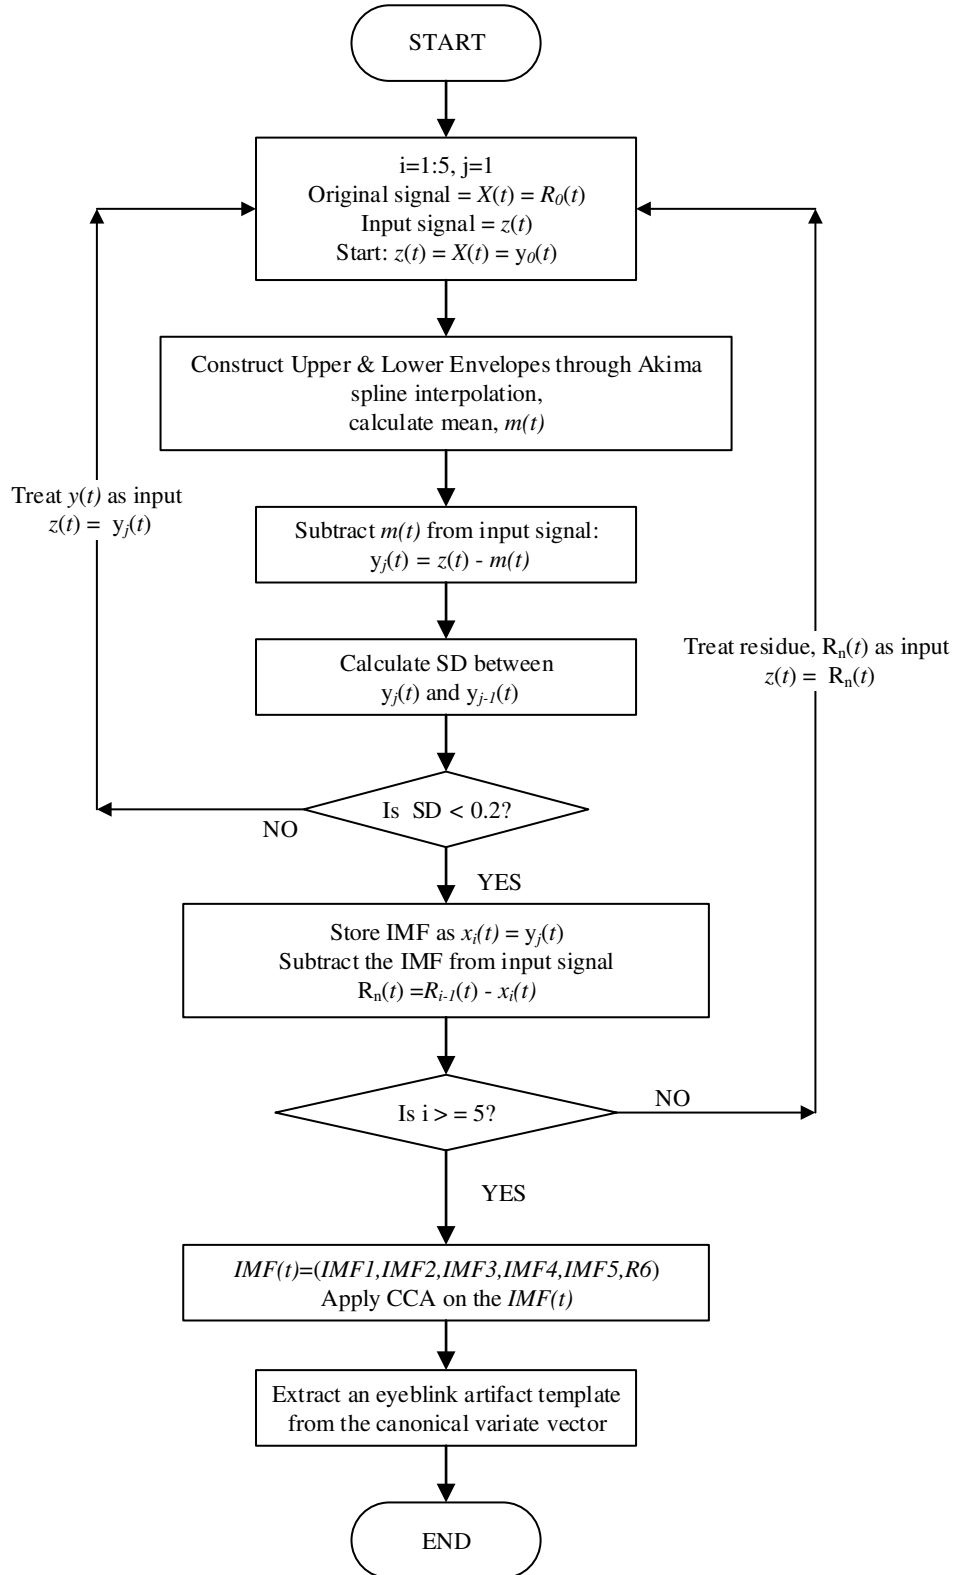 START
i=1:5, j=1
Original signal = X(t) = R0(t)
Input signal = z(t)
Start: z(t) = X(t) = y0(t)
Construct Upper & Lower Envelopes through Akima
spline interpolation,
calculate mean, m(t)
Treat y(t) as input
z(t) = yj(t)
Subtract m(t) from input signal:
yj(t) = z(t) - m(t)
Treat residue, Rn(t) as input
z(t) = Rn(t)
Calculate SD between
yj(t) and yj-1(t)
Is SD < 0.2?
NO
YES
Store IMF as xi(t) = yj(t)
Subtract the IMF from input signal
Rn(t) =Ri-1(t) - xi(t)
Is i > = 5?
NO
YES
IMF(t)=(IMF1,IMF2,IMF3,IMF4,IMF5,R6)
Apply CCA on the IMF(t)
Extract an eyeblink artifact template
from the canonical variate vector
END